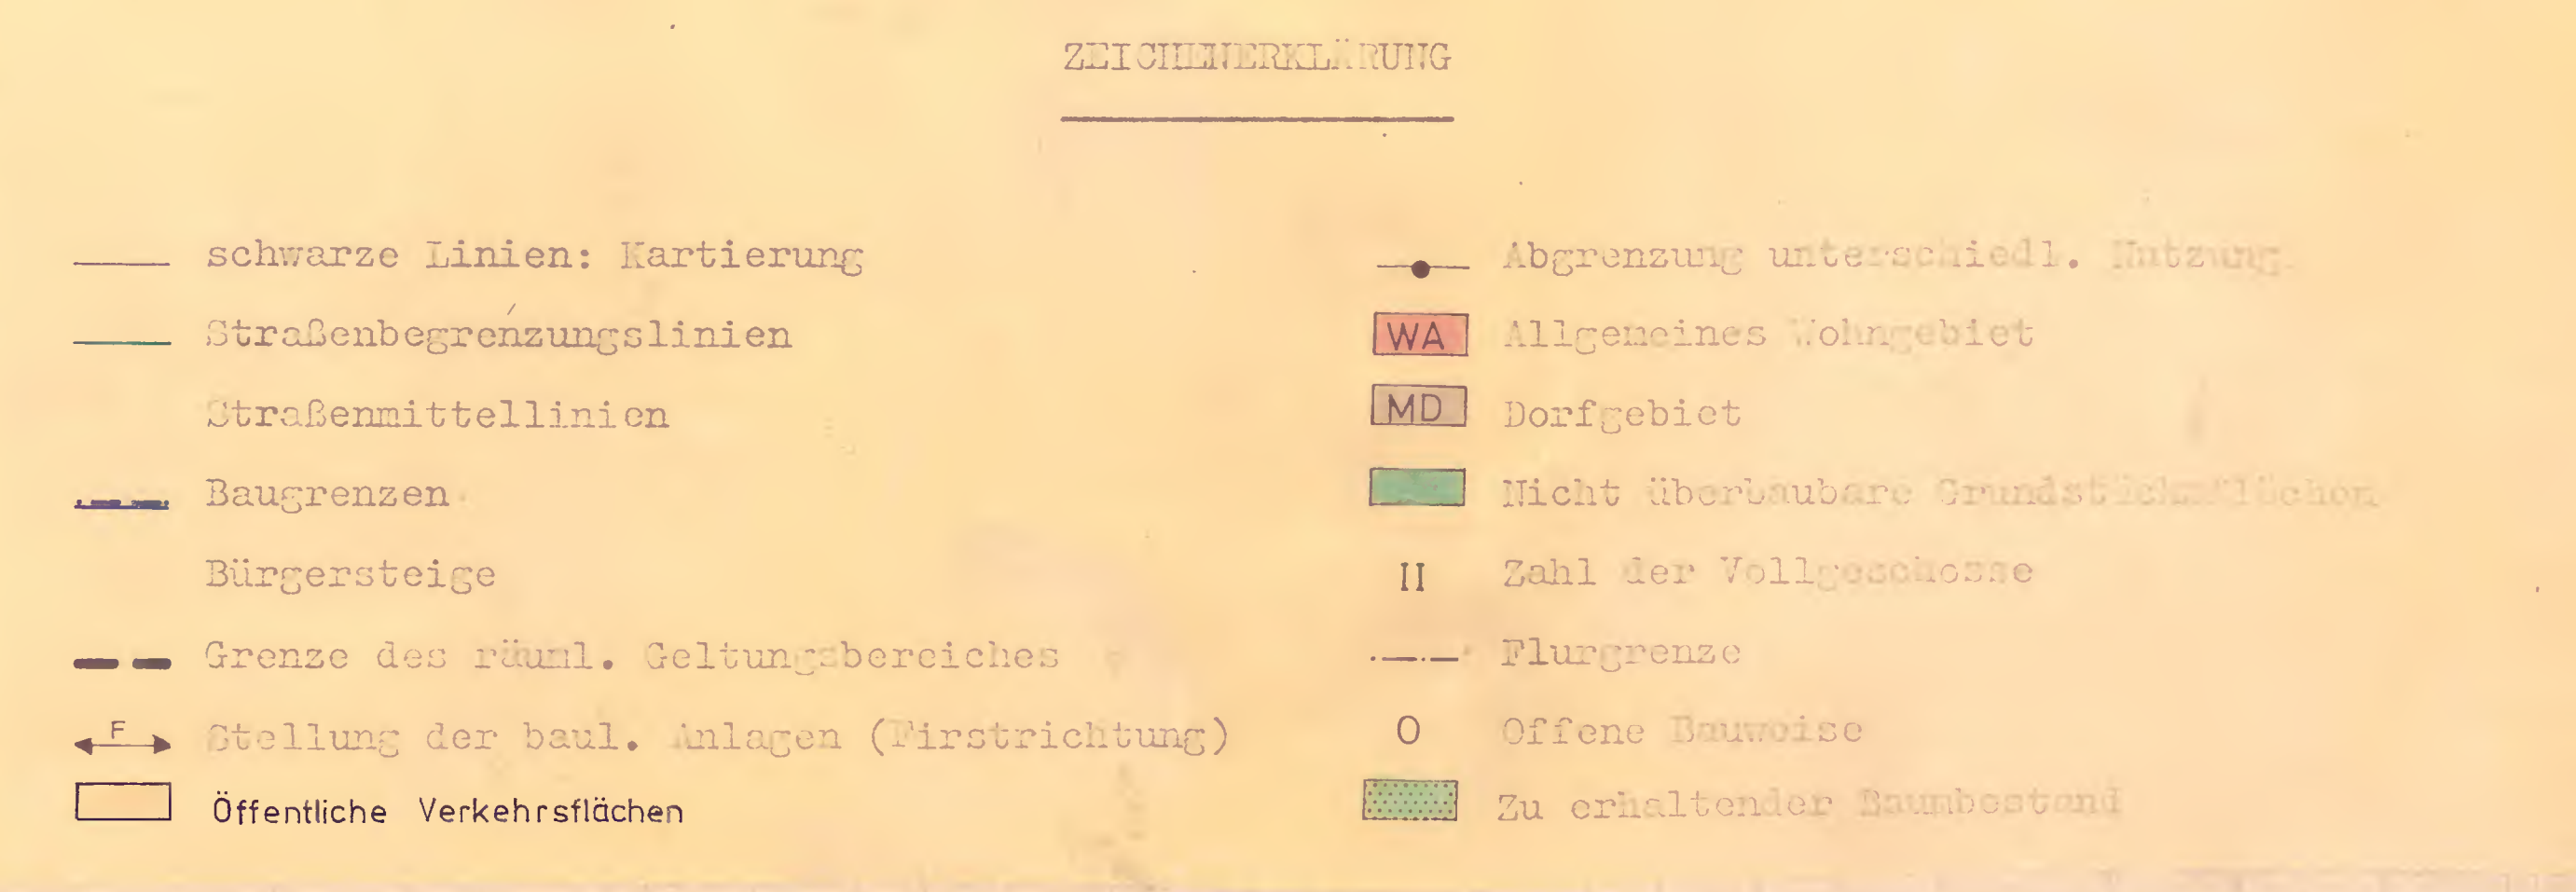 ZEICHENERKLÄRUNG
schwarze Linien: Kartierung
Straßenbegrenzungslinien
Straßenmittellinien
Baugrenzen
Bürgersteige
Grenze des räuml. Geltungsbereiches
F Stellung der baul. Anlagen (Firstrichtung)
Öffentliche Verkehrsflächen
Abgrenzung unterschiedl. Nutzung
WA Allgemeines Wohngebiet
MD Dorfgebiet
Nicht überbaubare Grundstücksflächen
II Zahl der Vollgeschosse
Flurgrenze
O Offene Bauweise
Zu erhaltender Baumbestand